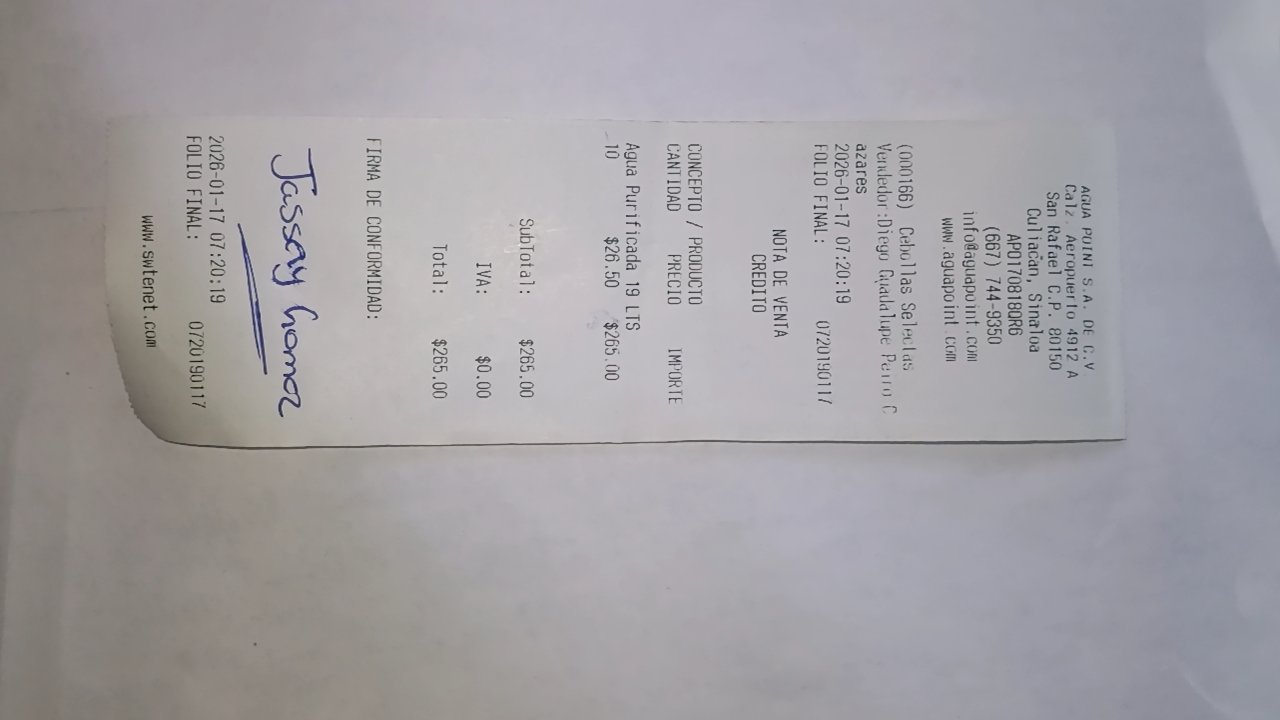 AGUA POINT S.A. DE C.V.
Calz. Aeropuerto 4912 A
San Rafael C.P. 80150
Culiacán, Sinaloa
APO170818QR6
(667) 744-9350
info@aguapoint.com
www.aguapoint.com
(000166) Cebollas Selectas
Vendedor:Diego Guadalupe Peiro C
azares
2026-01-17 07:20:19
FOLIO FINAL: 0720190117
NOTA DE VENTA
CREDITO
CONCEPTO / PRODUCTO
CANTIDAD PRECIO IMPORTE
Agua Purificada 19 LTS
10 $26.50 $265.00
SubTotal: $265.00
IVA: $0.00
Total: $265.00
FIRMA DE CONFORMIDAD:
Jassay Gomez
2026-01-17 07:20:19
FOLIO FINAL: 0720190117
www.swtenet.com